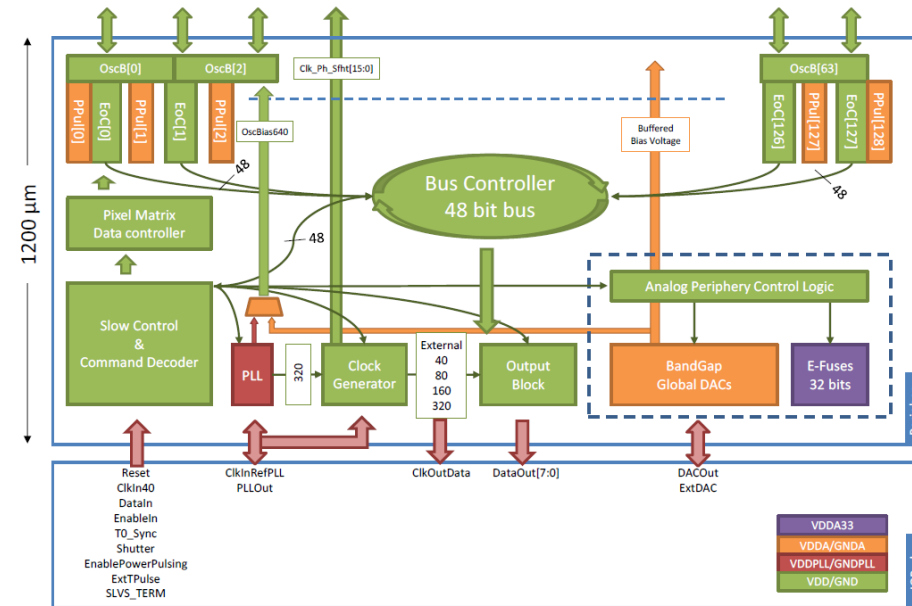 OscB[0]
OscB[2]
Clk_Ph_Sfht[15:0]
OscB[63]
PPul[0]
EoC[0]
PPul[1]
EoC[1]
PPul[2]
OscBias640
Buffered
Bias Voltage
EoC[126]
PPul[127]
EoC[127]
PPul[128]
48
48
Bus Controller
48 bit bus
1200 µm
Pixel Matrix
Data controller
48
Analog Periphery Control Logic
Slow Control
&
Command Decoder
PLL
320
Clock
Generator
External
40
80
160
320
Output
Block
BandGap
Global DACs
E-Fuses
32 bits
Reset
ClkIn40
DataIn
EnableIn
T0_Sync
Shutter
EnablePowerPulsing
ExtTPulse
SLVS_TERM
ClkInRefPLL
PLLOut
ClkOutData
DataOut[7:0]
DACOut
ExtDAC
VDDA33
VDDA/GNDA
VDDPLL/GNDPLL
VDD/GND